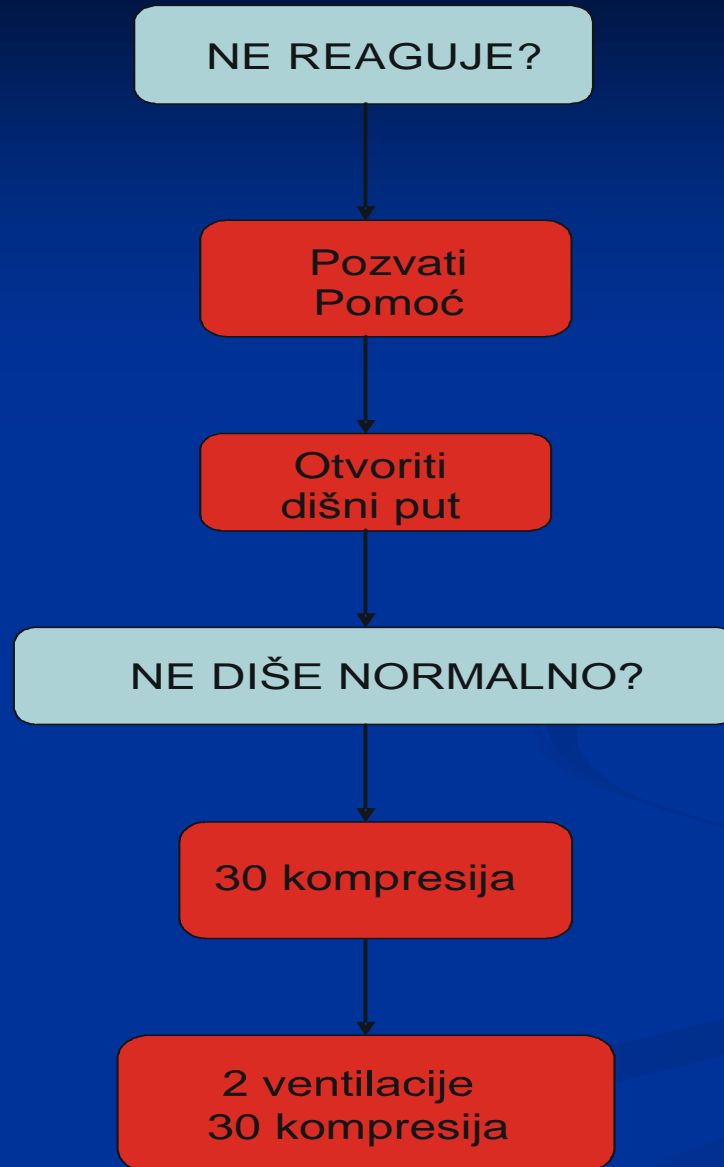 NE REAGUJE?
Pozvati
Pomoć
Otvoriti
dišni put
NE DIŠE NORMALNO?
30 kompresija
2 ventilacije
30 kompresija